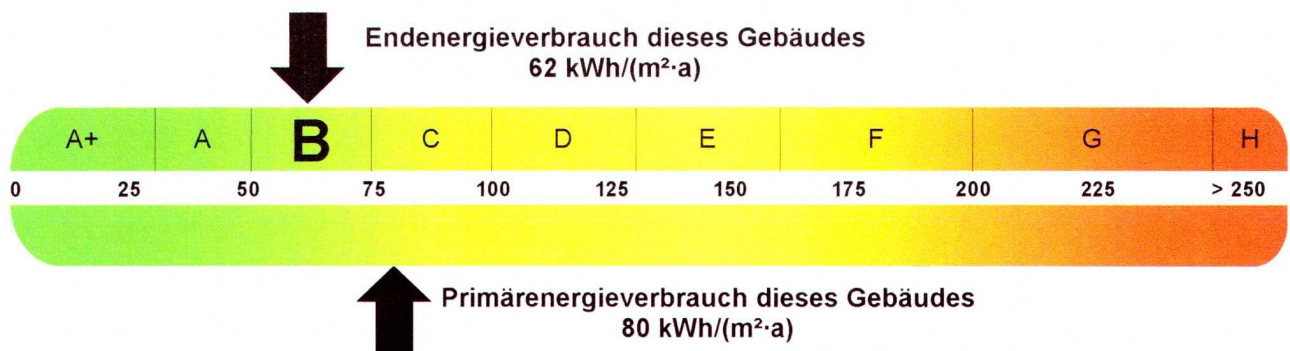 Endenergieverbrauch dieses Gebäudes
62 kWh/(m²·a)
A+ A B C D E F G H
0 25 50 75 100 125 150 175 200 225 > 250
Primärenergieverbrauch dieses Gebäudes
80 kWh/(m²·a)